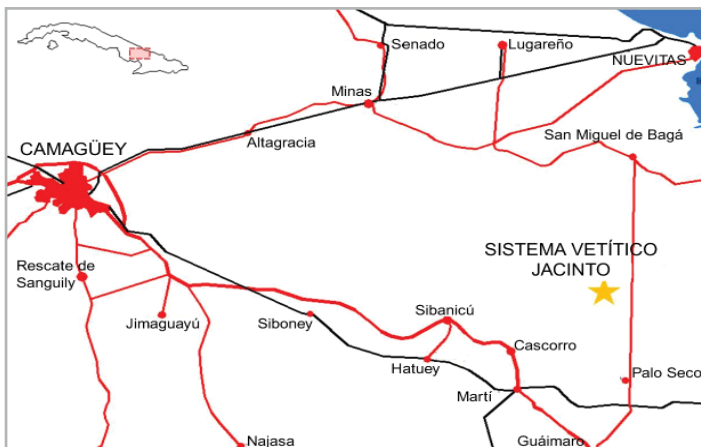 Senado
Lugareño
NUEVITAS
Minas
Altagracia
San Miguel de Bagá
CAMAGÜEY
SISTEMA VETÍTICO
JACINTO
Rescate de
Sanguily
Jimaguayú
Siboney
Sibanicú
Cascorro
Hatuey
Palo Seco
Martí
Najasa
Guáimaro